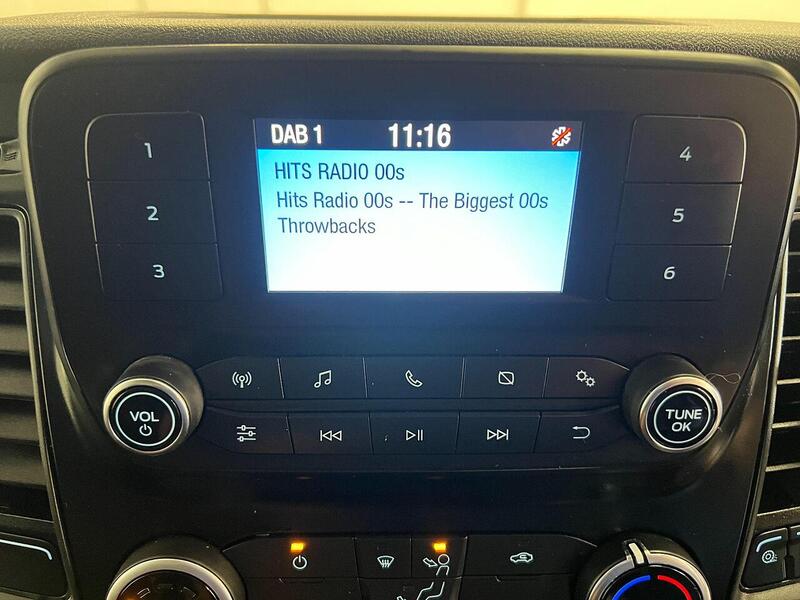 DAB 1 11:16
HITS RADIO 00s
Hits Radio 00s -- The Biggest 00s
Throwbacks
1
2
3
4
5
6
VOL
TUNE
OK